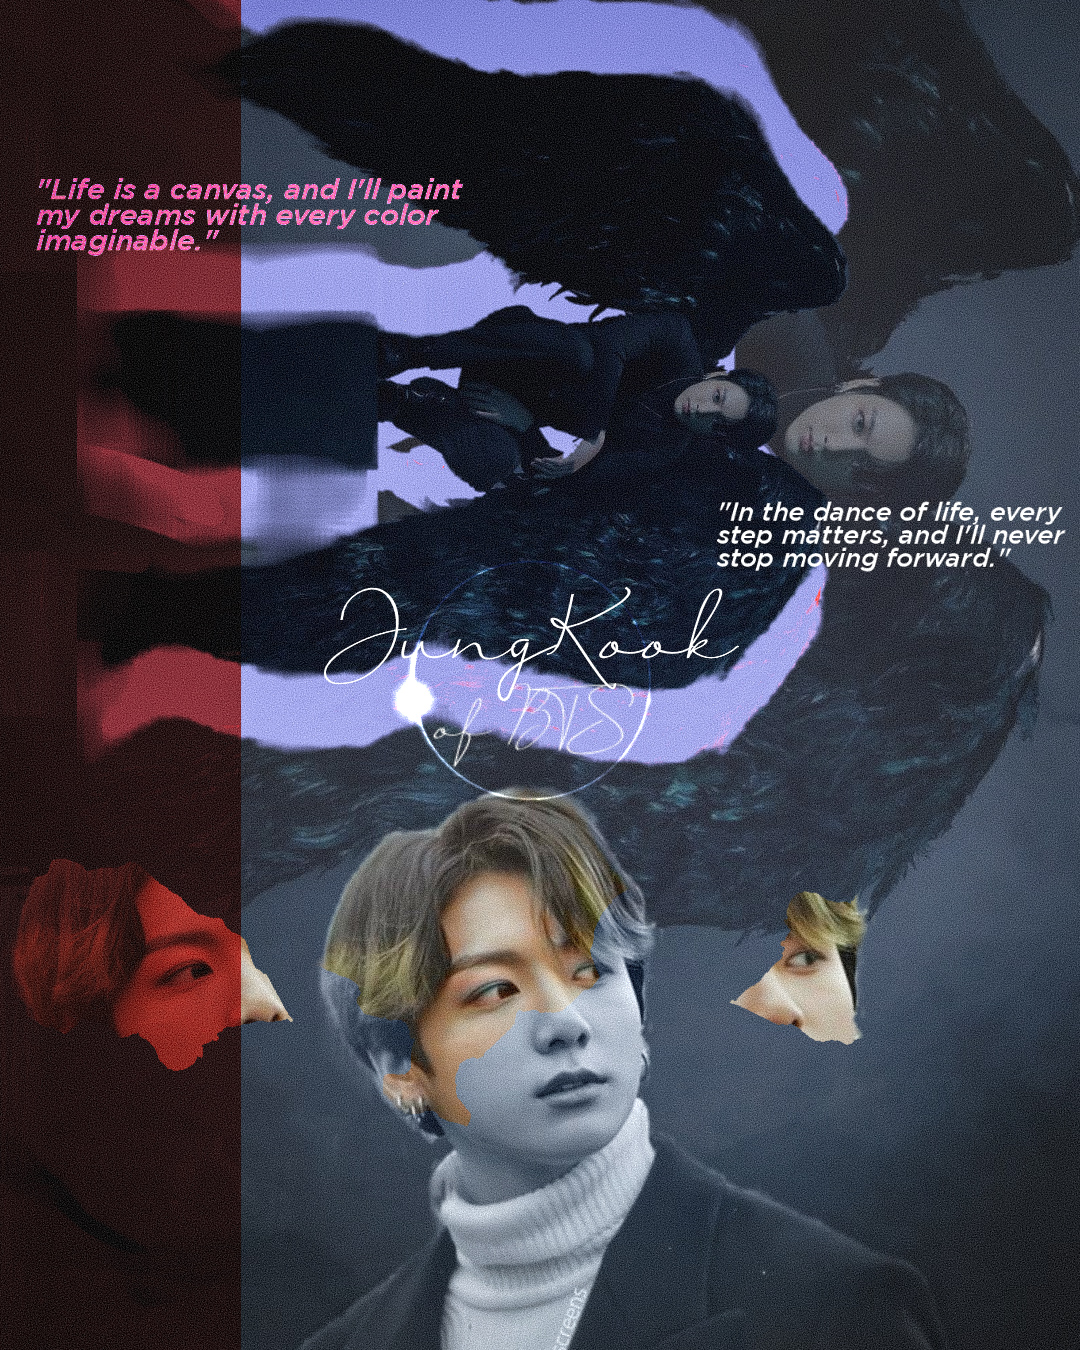 "Life is a canvas, and I'll paint
my dreams with every color
imaginable."
"In the dance of life, every
step matters, and I'll never
stop moving forward."
JungKook
of BTS
screens